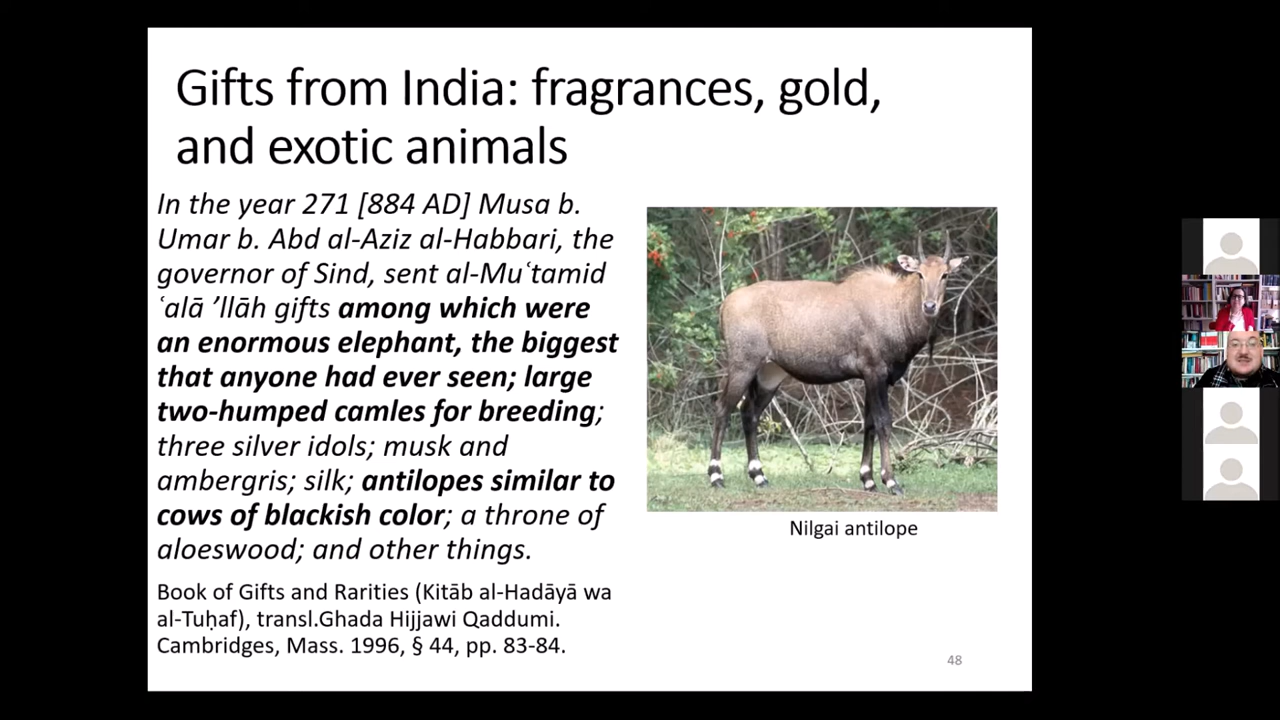 Gifts from India: fragrances, gold,
and exotic animals
In the year 271 [884 AD] Musa b.
Umar b. Abd al-Aziz al-Habbari, the
governor of Sind, sent al-Muʿtamid
ʿalā ’llāh gifts among which were
an enormous elephant, the biggest
that anyone had ever seen; large
two-humped camles for breeding;
three silver idols; musk and
ambergris; silk; antilopes similar to
cows of blackish color; a throne of
aloeswood; and other things.
Book of Gifts and Rarities (Kitāb al-Hadāyā wa
al-Tuḥaf), transl.Ghada Hijjawi Qaddumi.
Cambridges, Mass. 1996, § 44, pp. 83-84.
Nilgai antilope
48